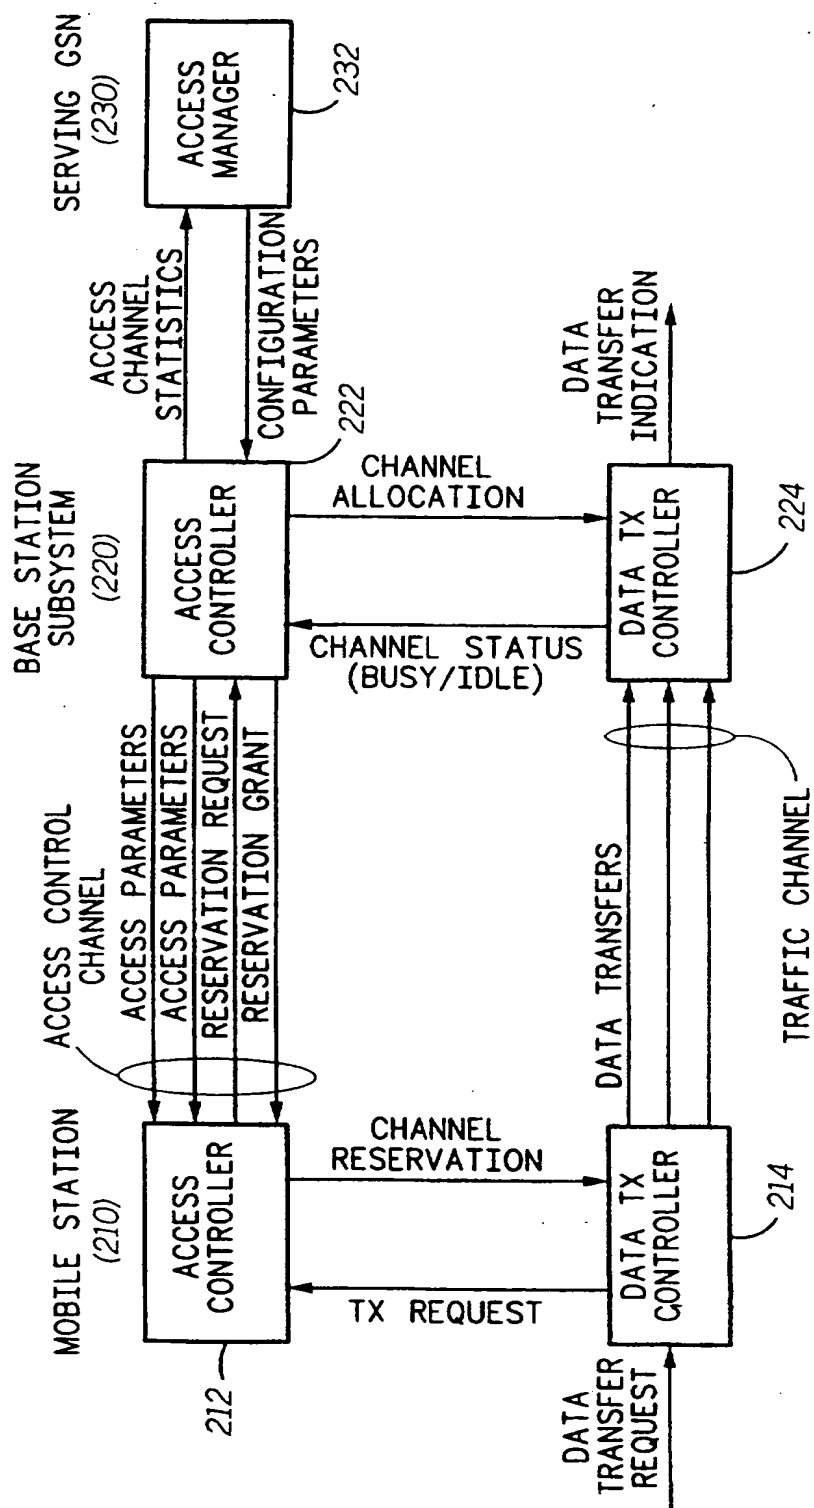 MOBILE STATION
(210)
ACCESS
CONTROLLER
212
ACCESS CONTROL
CHANNEL
ACCESS PARAMETERS
ACCESS PARAMETERS
RESERVATION REQUEST
RESERVATION GRANT
BASE STATION
SUBSYSTEM
(220)
ACCESS
CONTROLLER
222
ACCESS
CHANNEL
STATISTICS
CONFIGURATION
PARAMETERS
SERVING GSN
(230)
ACCESS
MANAGER
232
TX REQUEST
CHANNEL
RESERVATION
CHANNEL STATUS
(BUSY/IDLE)
CHANNEL
ALLOCATION
DATA
TRANSFER
REQUEST
DATA TX
CONTROLLER
214
DATA TRANSFERS
TRAFFIC CHANNEL
DATA TX
CONTROLLER
224
DATA
TRANSFER
INDICATION